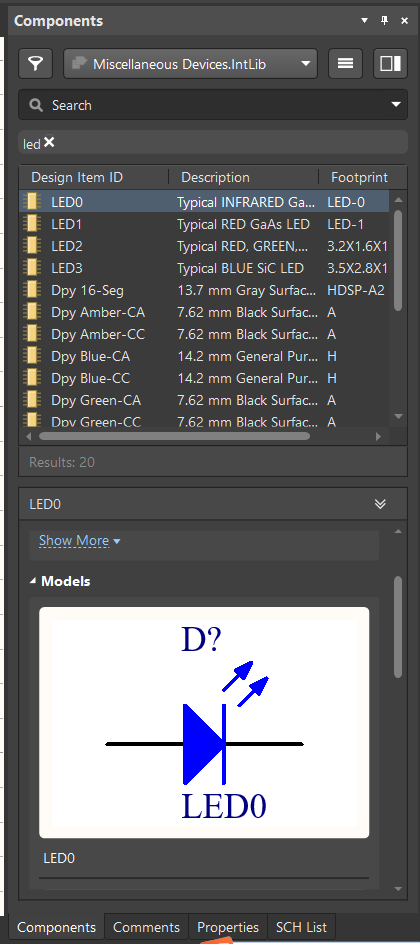 Components
Miscellaneous Devices.IntLib
Search
led
Design Item ID Description Footprint
LED0 Typical INFRARED Ga... LED-0
LED1 Typical RED GaAs LED LED-1
LED2 Typical RED, GREEN,... 3.2X1.6X1
LED3 Typical BLUE SiC LED 3.5X2.8X1
Dpy 16-Seg 13.7 mm Gray Surfac... HDSP-A2
Dpy Amber-CA 7.62 mm Black Surfac... A
Dpy Amber-CC 7.62 mm Black Surfac... A
Dpy Blue-CA 14.2 mm General Pur... H
Dpy Blue-CC 14.2 mm General Pur... H
Dpy Green-CA 7.62 mm Black Surfac... A
Dpy Green-CC 7.62 mm Black Surfac... A
Results: 20
LED0
Show More
Models
D?
LED0
LED0
Components Comments Properties SCH List